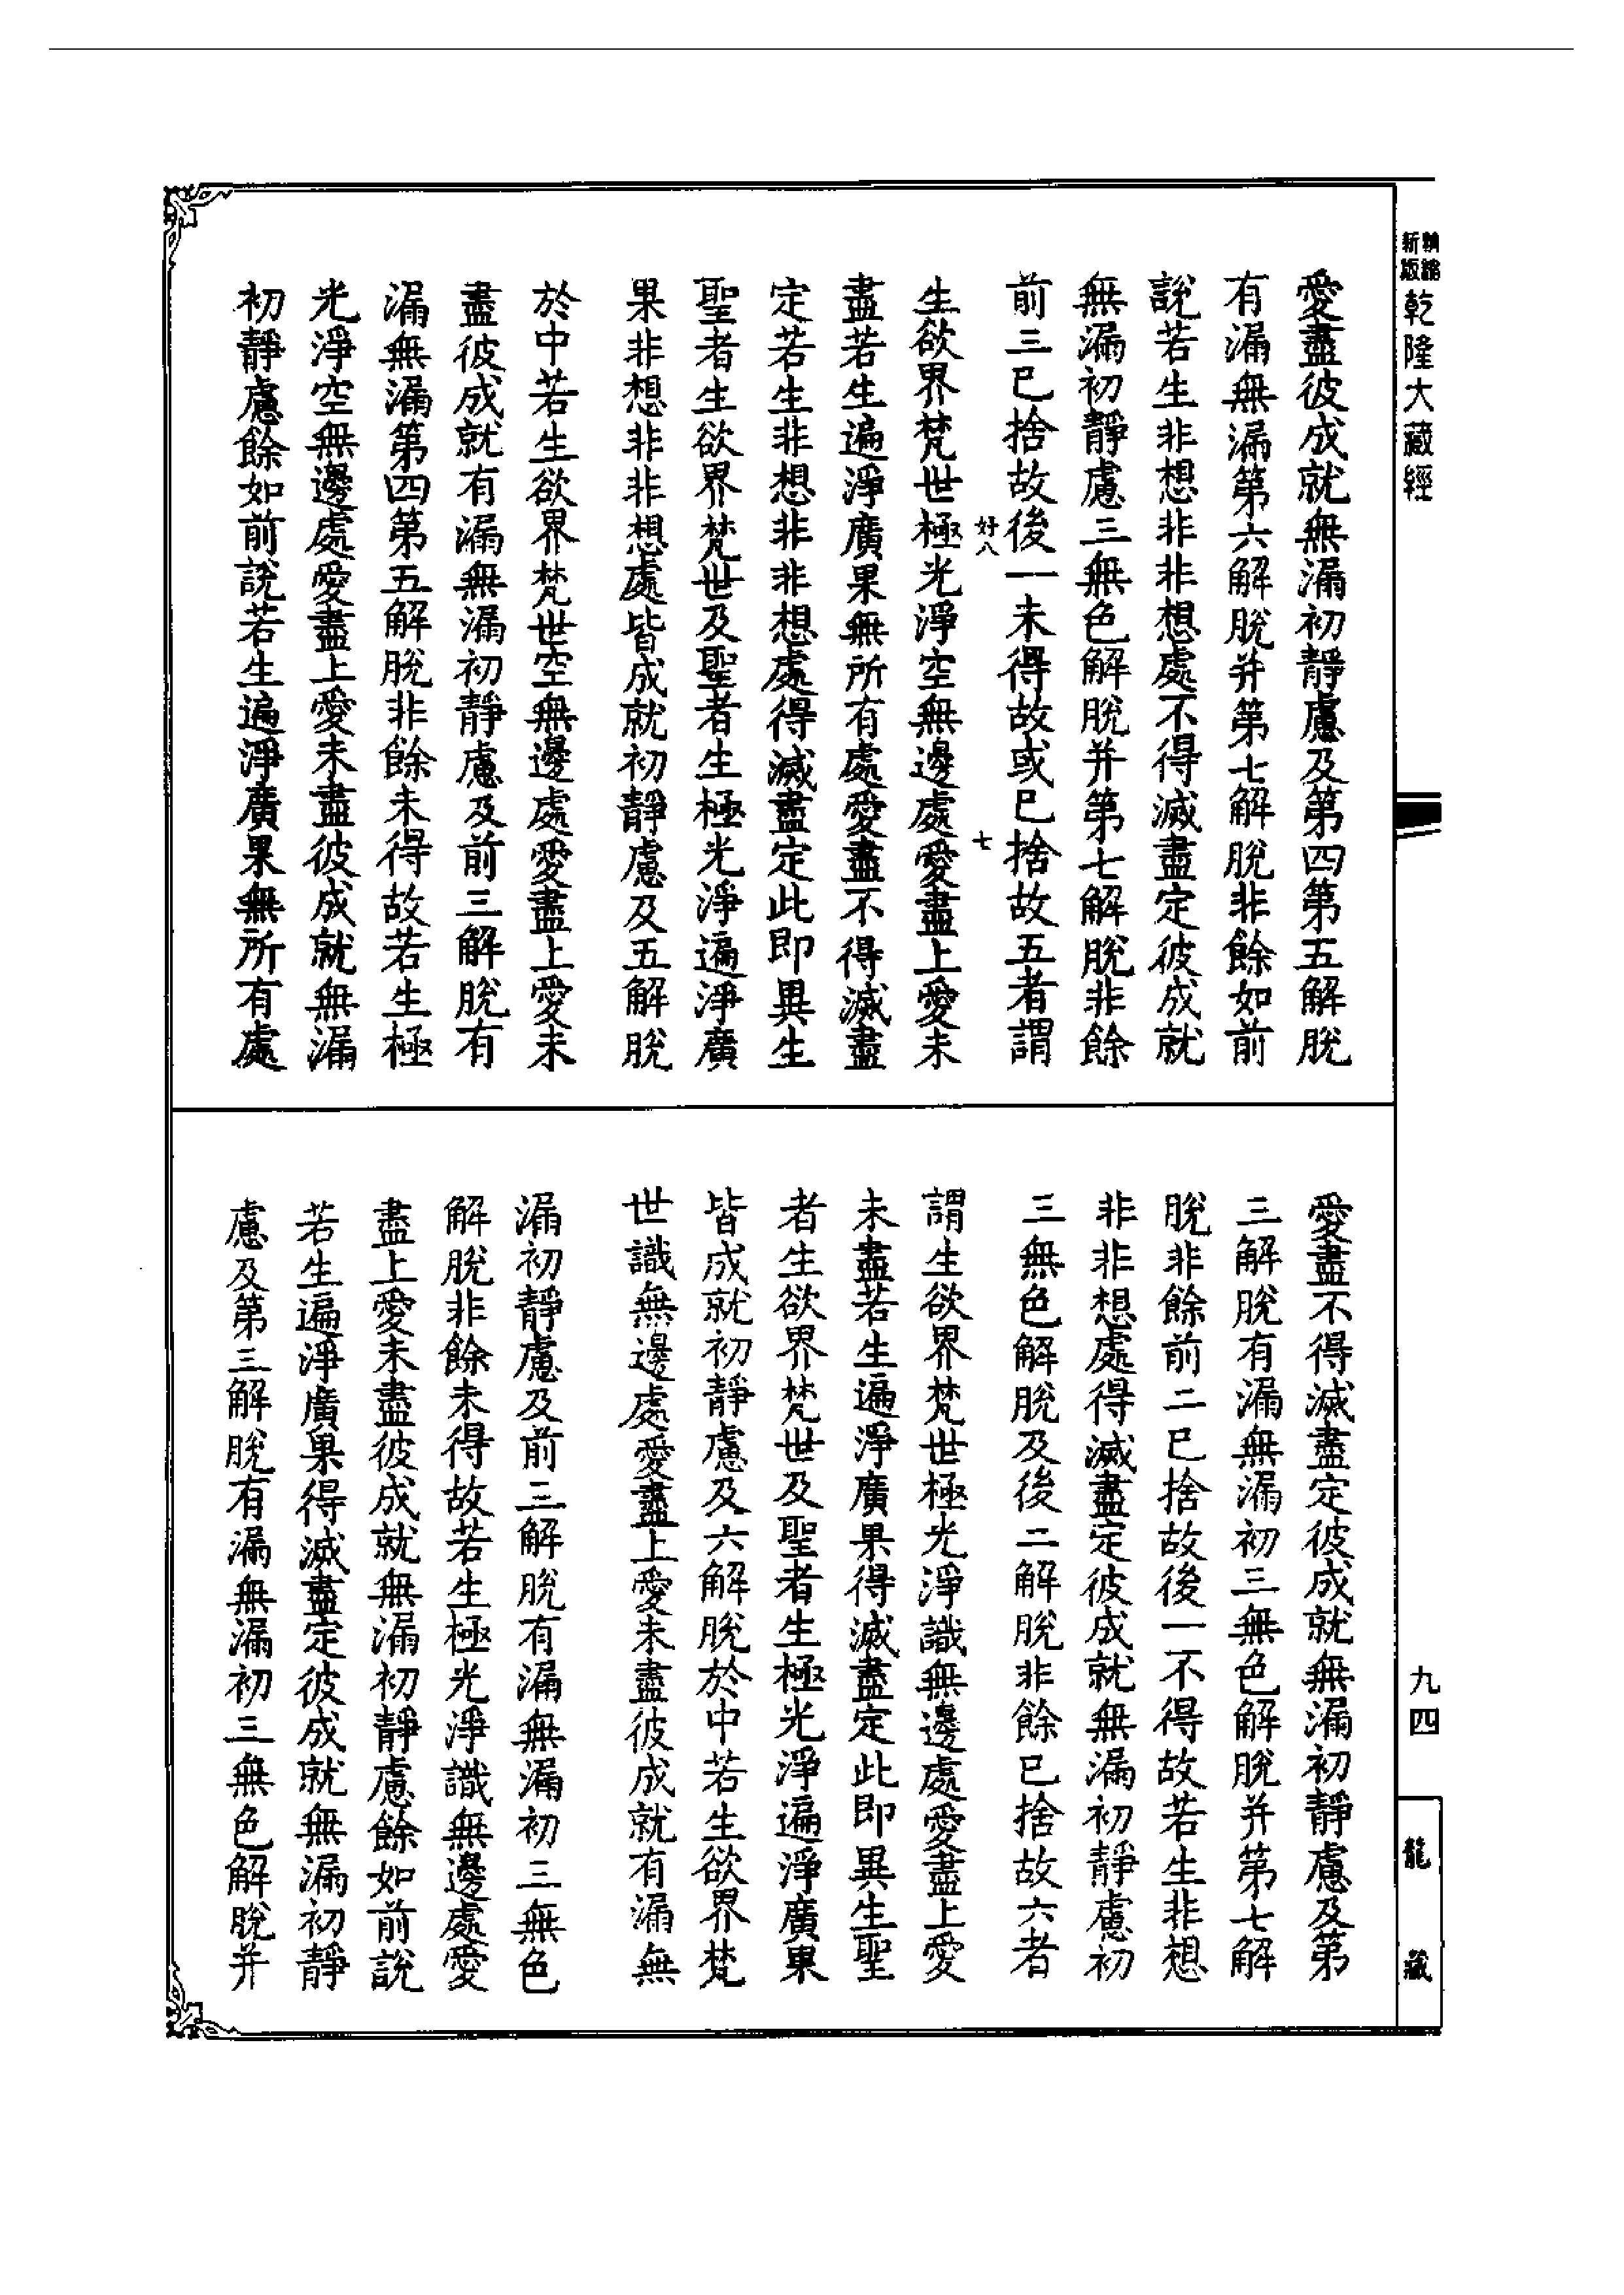 精縮
新版
乾隆大藏經
愛盡彼成就無漏初靜慮及第四第五解脫
有漏無漏第六解脫并第七解脫非餘如前
說若生非想非非想處不得滅盡定彼成就
無漏初靜慮三無色解脫并第七解脫非餘
前三已捨故後一未得故或已捨故五者謂
好八
七
生欲界梵世極光淨空無邊處愛盡上愛未
盡若生遍淨廣果無所有處愛盡不得滅盡
定若生非想非非想處得滅盡定此即異生
聖者生欲界梵世及聖者生極光淨遍淨廣
果非想非非想處皆成就初靜慮及五解脫
於中若生欲界梵世空無邊處愛盡上愛未
盡彼成就有漏無漏初靜慮及前三解脫有
漏無漏第四第五解脫非餘未得故若生極
光淨空無邊處愛盡上愛未盡彼成就無漏
初靜慮餘如前說若生遍淨廣果無所有處
愛盡不得滅盡定彼成就無漏初靜慮及第
三解脫有漏無漏初三無色解脫并第七解
脫非餘前二已捨故後一不得故若生非想
非非想處得滅盡定彼成就無漏初靜慮初
三無色解脫及後二解脫非餘已捨故六者
謂生欲界梵世極光淨識無邊處愛盡上愛
未盡若生遍淨廣果得滅盡定此即異生聖
者生欲界梵世及聖者生極光淨遍淨廣果
皆成就初靜慮及六解脫於中若生欲界梵
世識無邊處愛盡上愛未盡彼成就有漏無
漏初靜慮及前三解脫有漏無漏初三無色
解脫非餘未得故若生極光淨識無邊處愛
盡上愛未盡彼成就無漏初靜慮餘如前說
若生遍淨廣果得滅盡定彼成就無漏初靜
慮及第三解脫有漏無漏初三無色解脫并
九四
龍藏